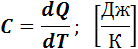 C = dQ/dT ; [Дж/К]